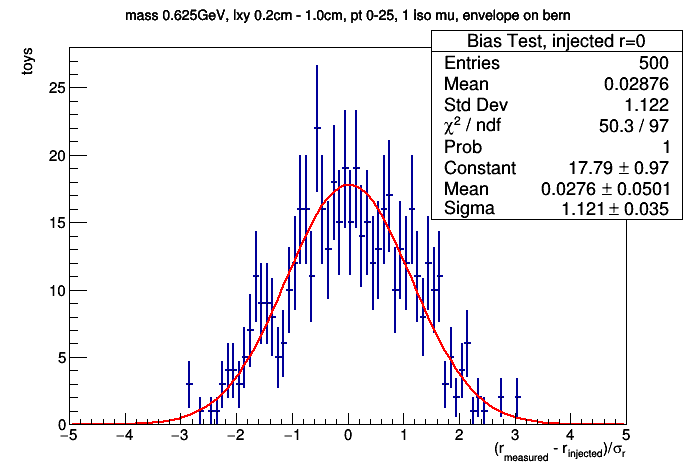 mass 0.625GeV, lxy 0.2cm - 1.0cm, pt 0-25, 1 Iso mu, envelope on bern
Bias Test, injected r=0
Entries 500
Mean 0.02876
Std Dev 1.122
χ² / ndf 50.3 / 97
Prob 1
Constant 17.79 ± 0.97
Mean 0.0276 ± 0.0501
Sigma 1.121 ± 0.035
toys
25
20
15
10
5
0
−5 −4 −3 −2 −1 0 1 2 3 4 5
(r_measured - r_injected)/σ_r